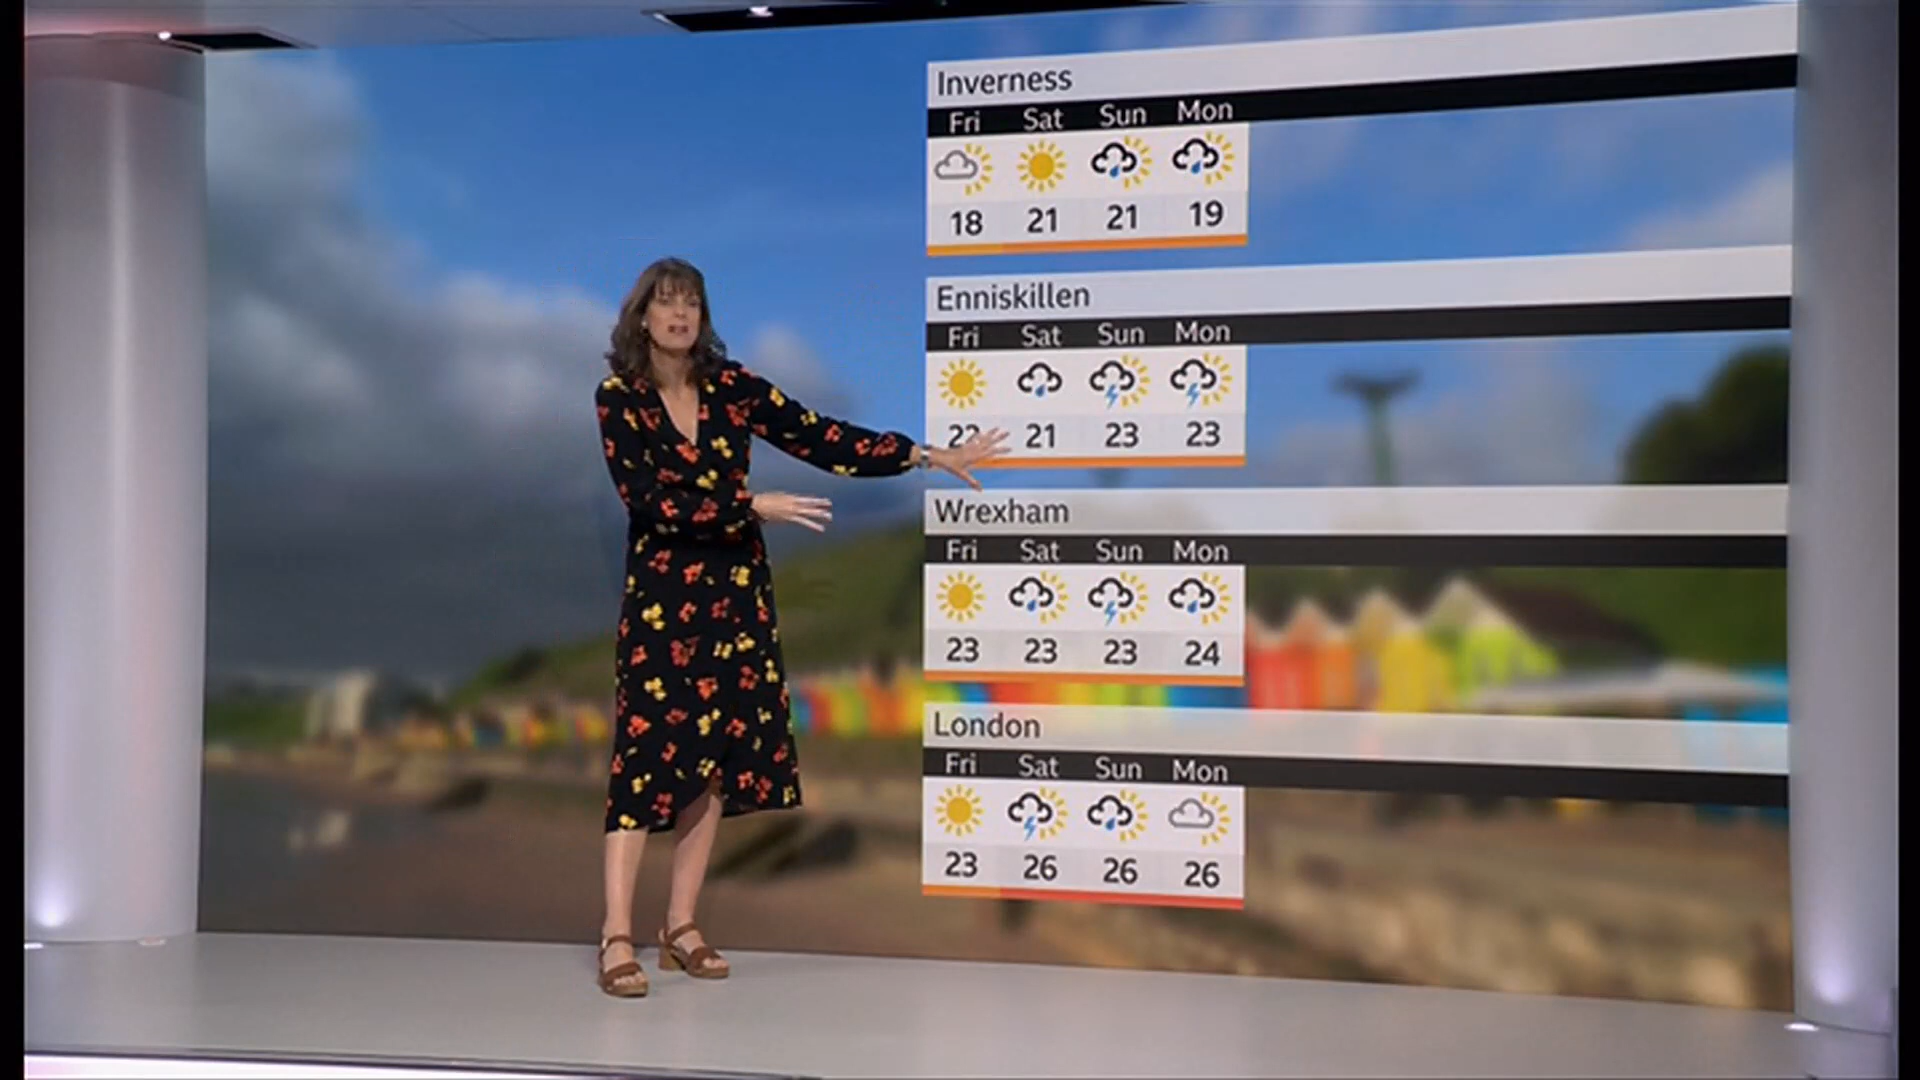 Inverness
Fri Sat Sun Mon
18 21 21 19
Enniskillen
Fri Sat Sun Mon
22 21 23 23
Wrexham
Fri Sat Sun Mon
23 23 23 24
London
Fri Sat Sun Mon
23 26 26 26